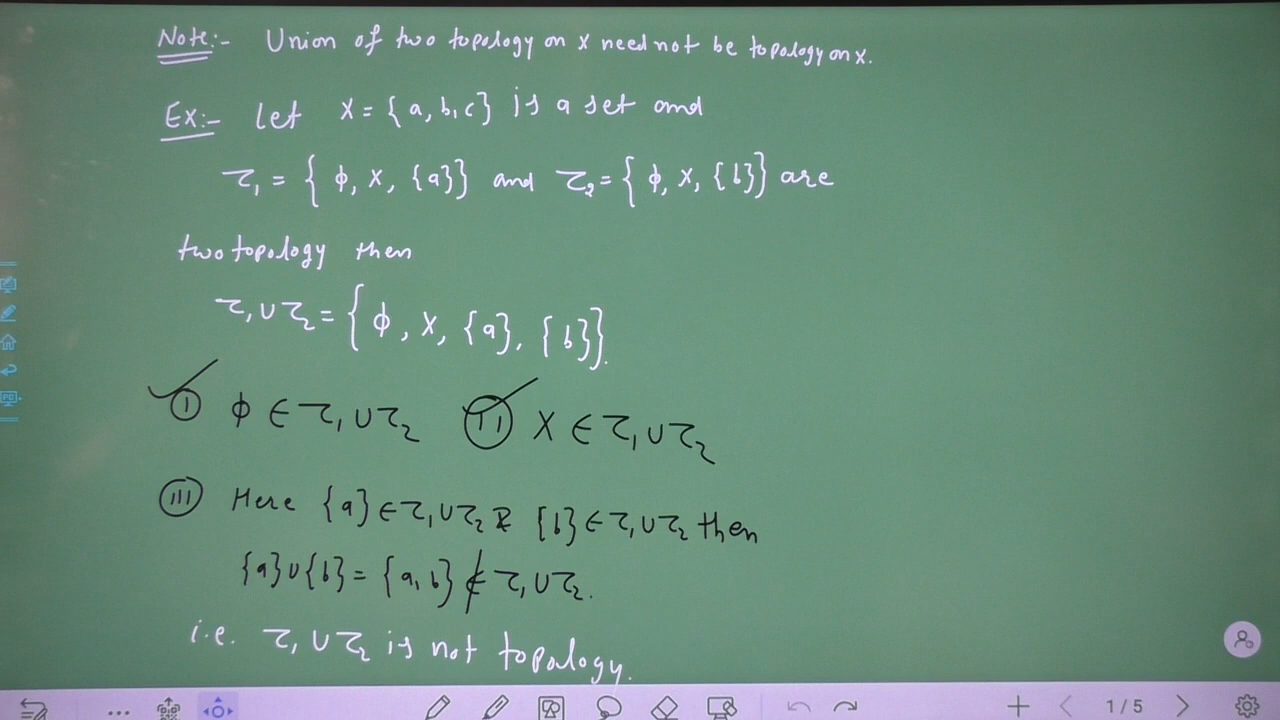 Note:- Union of two topology on X need not be topology on X.
Ex:- Let X = {a, b, c} is a set and
τ₁ = { ϕ, X, {a}} and τ₂ = { ϕ, X, {b}} are
two topology then
τ₁ ∪ τ₂ = { ϕ, X, {a}, {b}}.
(I) ϕ ∈ τ₁ ∪ τ₂ (II) X ∈ τ₁ ∪ τ₂
(III) Here {a} ∈ τ₁ ∪ τ₂ & {b} ∈ τ₁ ∪ τ₂ then
{a} ∪ {b} = {a, b} ∉ τ₁ ∪ τ₂.
i.e. τ₁ ∪ τ₂ is not topology.
1 / 5